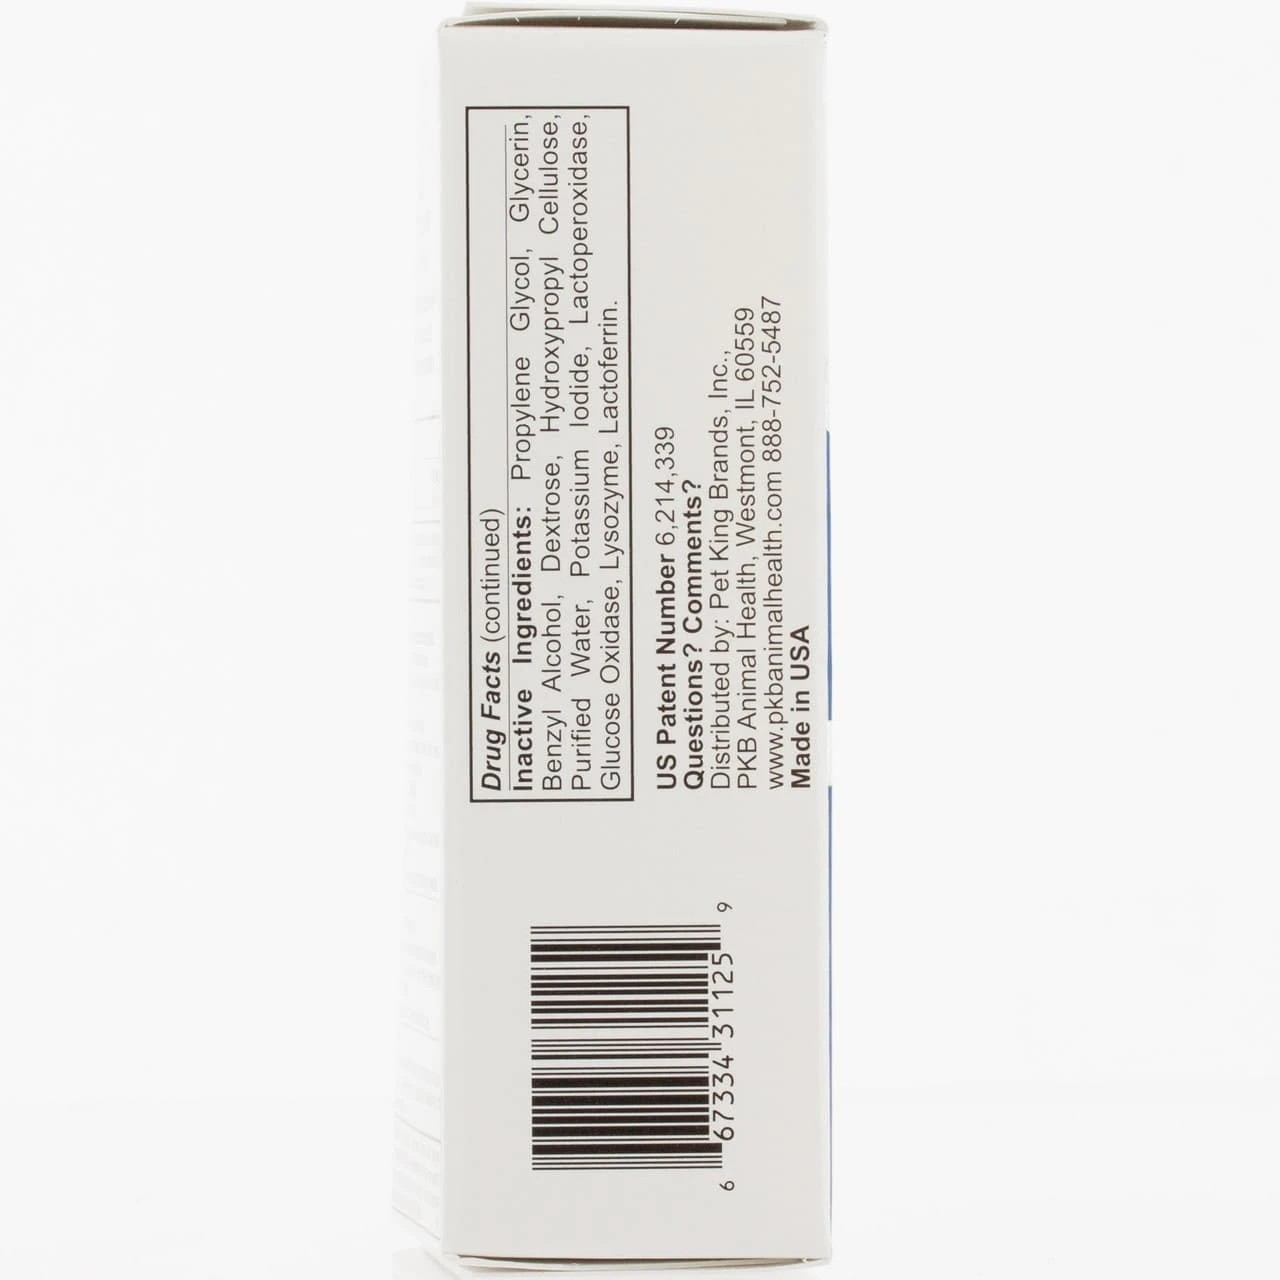 Drug Facts (continued)
Inactive Ingredients: Propylene Glycol, Glycerin,
Benzyl Alcohol, Dextrose, Hydroxypropyl Cellulose,
Purified Water, Potassium Iodide, Lactoperoxidase,
Glucose Oxidase, Lysozyme, Lactoferrin.
US Patent Number 6,214,339
Questions? Comments?
Distributed by: Pet King Brands, Inc.,
PKB Animal Health, Westmont, IL 60559
www.pkbanimalhealth.com 888-752-5487
Made in USA
6 67334 31125 9